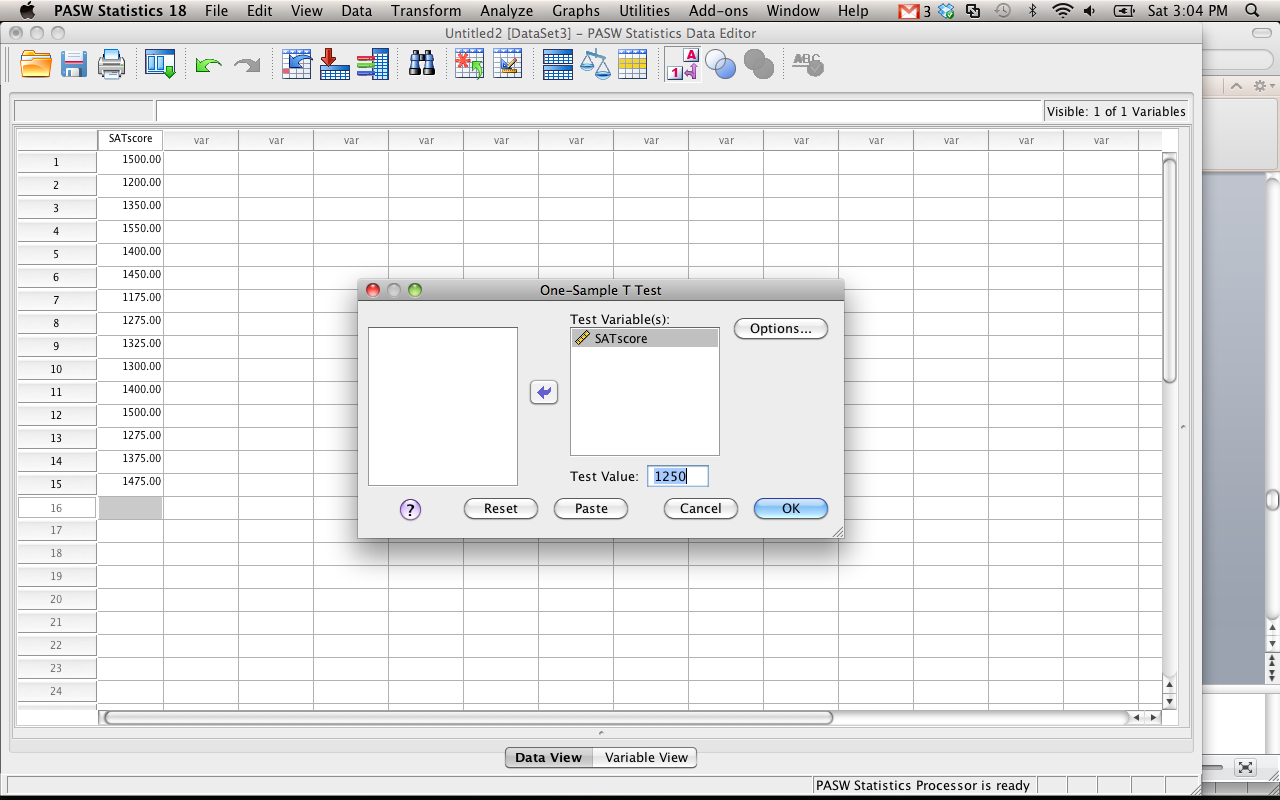 PASW Statistics 18 File Edit View Data Transform Analyze Graphs Utilities Add-ons Window Help 3 Sat 3:04 PM
Untitled2 [DataSet3] – PASW Statistics Data Editor
A
1
ABC
Visible: 1 of 1 Variables
SATscore var var var var var var var var var var var var var
1 1500.00
2 1200.00
3 1350.00
4 1550.00
5 1400.00
6 1450.00
7 1175.00
8 1275.00
9 1325.00
10 1300.00
11 1400.00
12 1500.00
13 1275.00
14 1375.00
15 1475.00
16
17
18
19
20
21
22
23
24
One-Sample T Test
Test Variable(s):
SATscore
Options...
Test Value: 1250
? Reset Paste Cancel OK
Data View Variable View
PASW Statistics Processor is ready